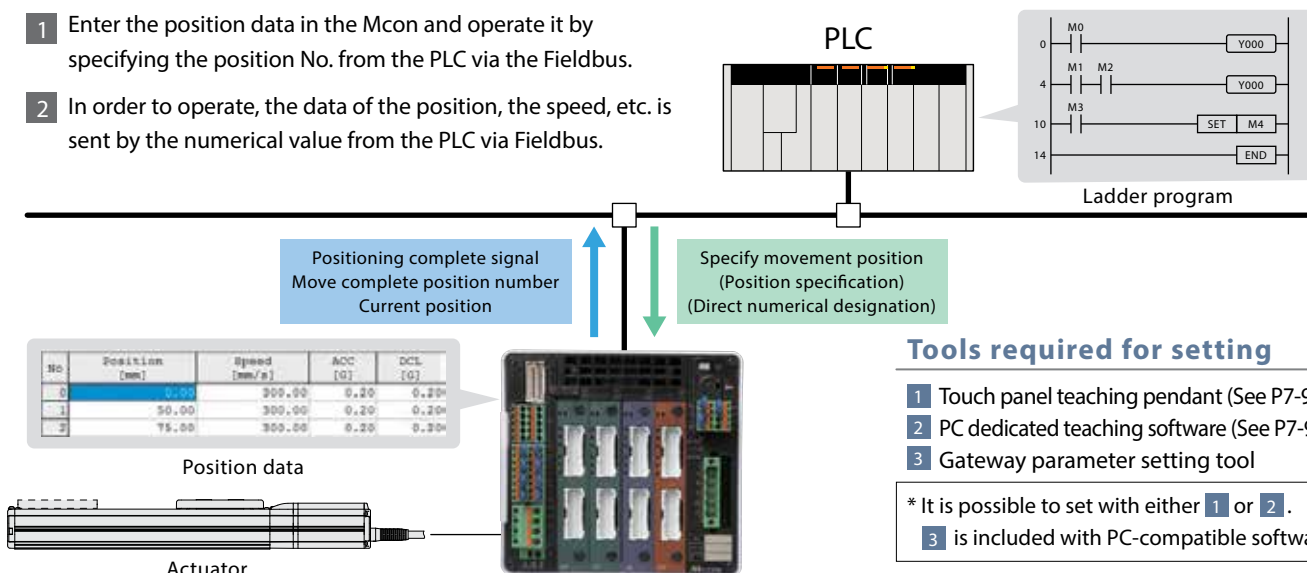 1 Enter the position data in the Mcon and operate it by
specifying the position No. from the PLC via the Fieldbus.
2 In order to operate, the data of the position, the speed, etc. is
sent by the numerical value from the PLC via Fieldbus.
PLC
M0
0 Y000
M1 M2
4 Y000
M3
10 SET M4
14 END
Ladder program
Positioning complete signal
Move complete position number
Current position
Specify movement position
(Position specification)
(Direct numerical designation)
No Position [mm] Speed [mm/s] ACC [G] DCL [G]
0 0.00 300.00 0.20 0.20
1 50.00 300.00 0.20 0.20
2 75.00 300.00 0.20 0.20
Position data
Actuator
Tools required for setting
1 Touch panel teaching pendant (See P7-9
2 PC dedicated teaching software (See P7-9
3 Gateway parameter setting tool
* It is possible to set with either 1 or 2 .
3 is included with PC-compatible softwa